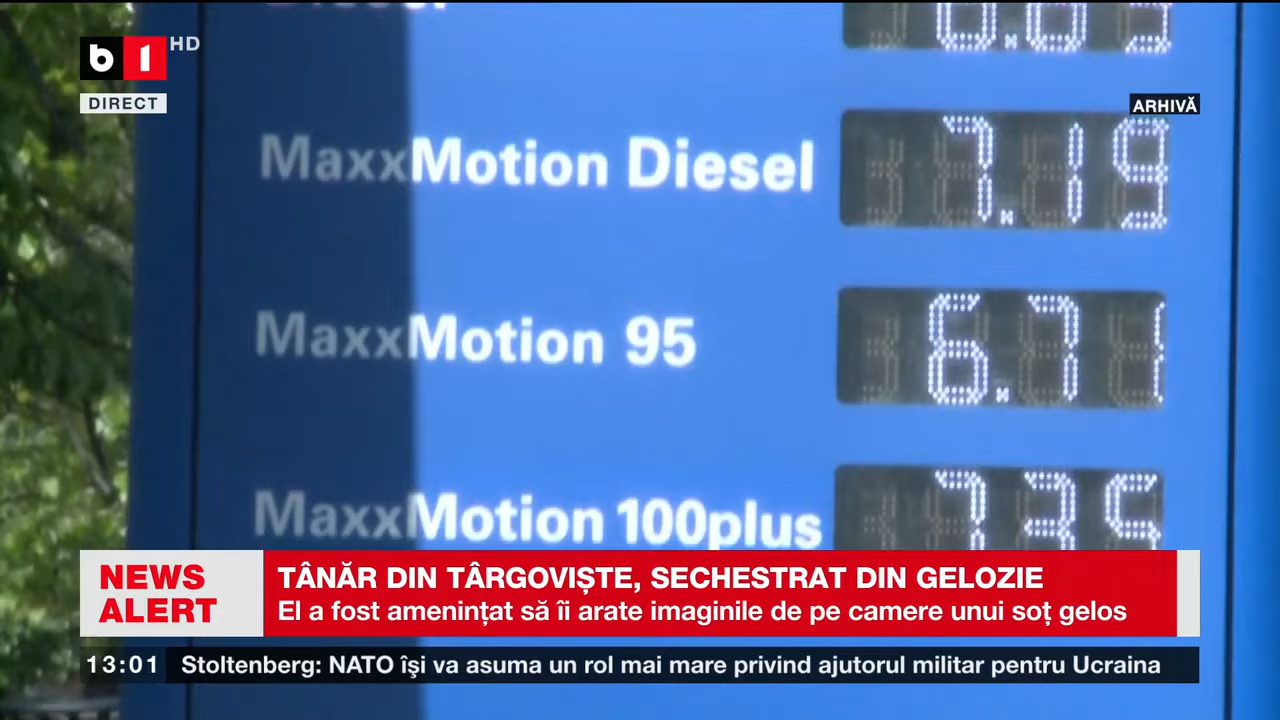 Diesel
b1 HD
DIRECT
ARHIVĂ
MaxxMotion Diesel 7.19
MaxxMotion 95 6.71
MaxxMotion 100plus 7.35
NEWS ALERT
TÂNĂR DIN TÂRGOVIȘTE, SECHESTRAT DIN GELOZIE
El a fost amenințat să îi arate imaginile de pe camere unui soț gelos
13:01 Stoltenberg: NATO îşi va asuma un rol mai mare privind ajutorul militar pentru Ucraina